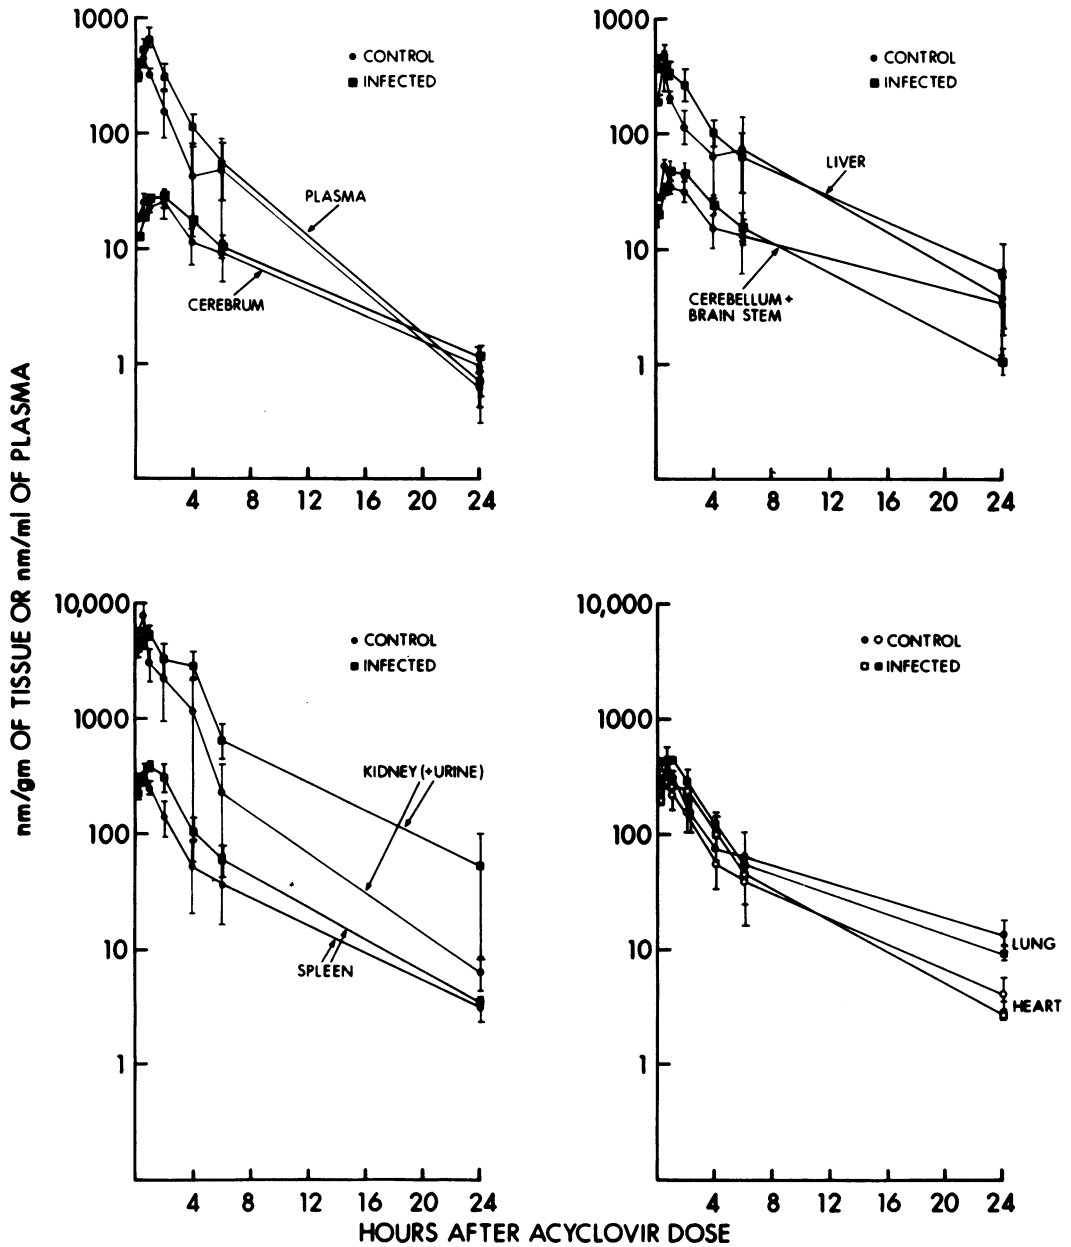 1000
100
10
1
CONTROL
INFECTED
PLASMA
CEREBRUM
4 8 12 16 20 24
1000
100
10
1
CONTROL
INFECTED
LIVER
CEREBELLUM+
BRAIN STEM
4 8 12 16 20 24
nm/gm OF TISSUE OR nm/ml OF PLASMA
10,000
1000
100
10
1
CONTROL
INFECTED
KIDNEY (+URINE)
SPLEEN
4 8 12 16 20 24
10,000
1000
100
10
1
CONTROL
INFECTED
LUNG
HEART
4 8 12 16 20 24
HOURS AFTER ACYCLOVIR DOSE